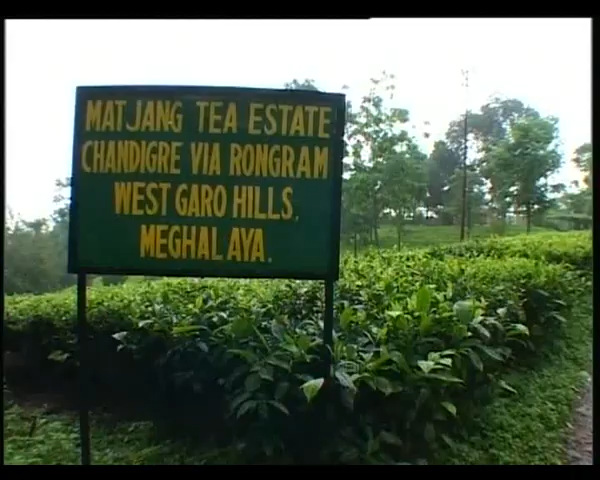 MATJANG TEA ESTATE
CHANDIGRE VIA RONGRAM
WEST GARO HILLS,
MEGHALAYA.